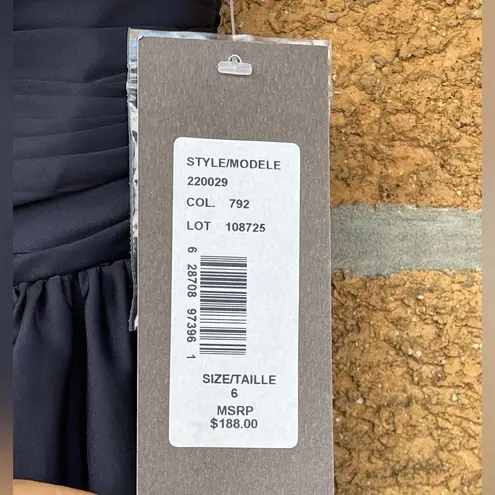 STYLE/MODELE
220029
COL. 792
LOT 108725
6 28708 97396 1
SIZE/TAILLE
6
MSRP
$188.00